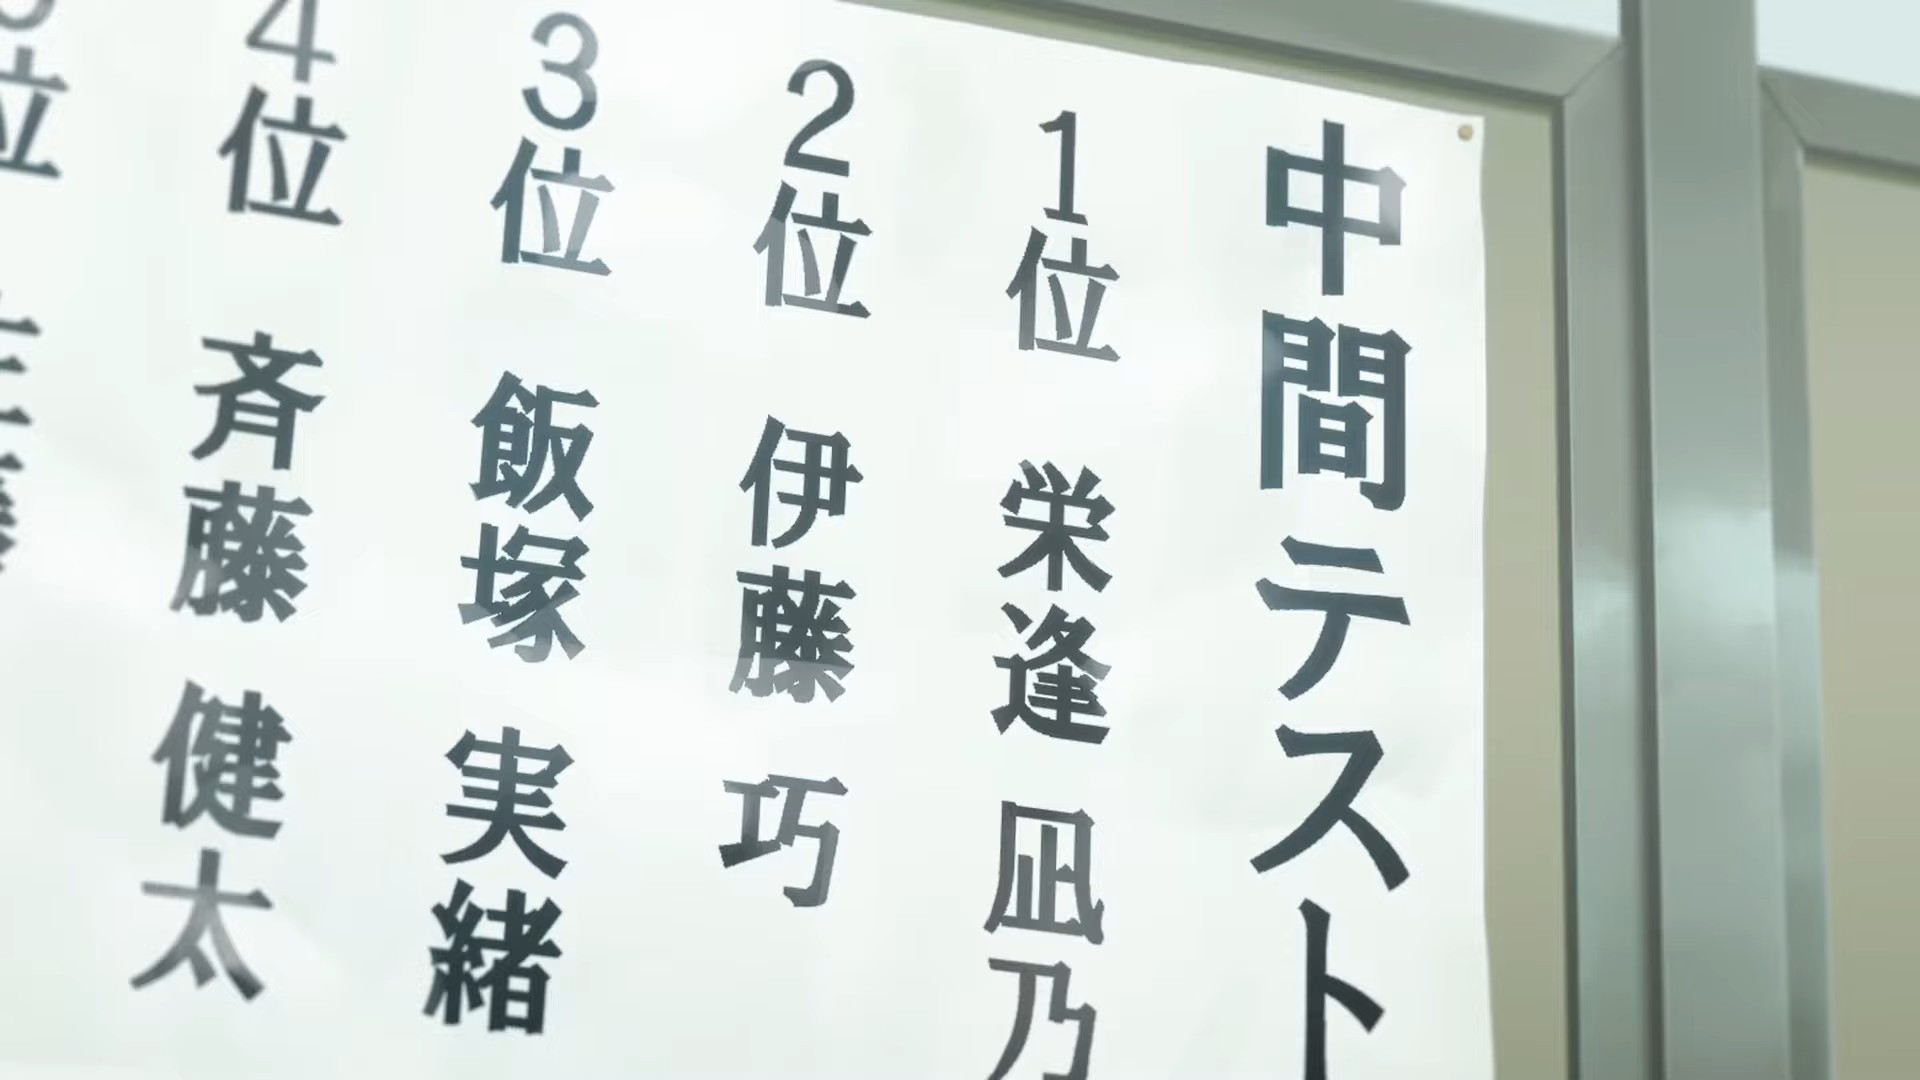 中間テスト
1位 栄逢 凪乃
2位 伊藤 巧
3位 飯塚 実緒
4位 斉藤 健太